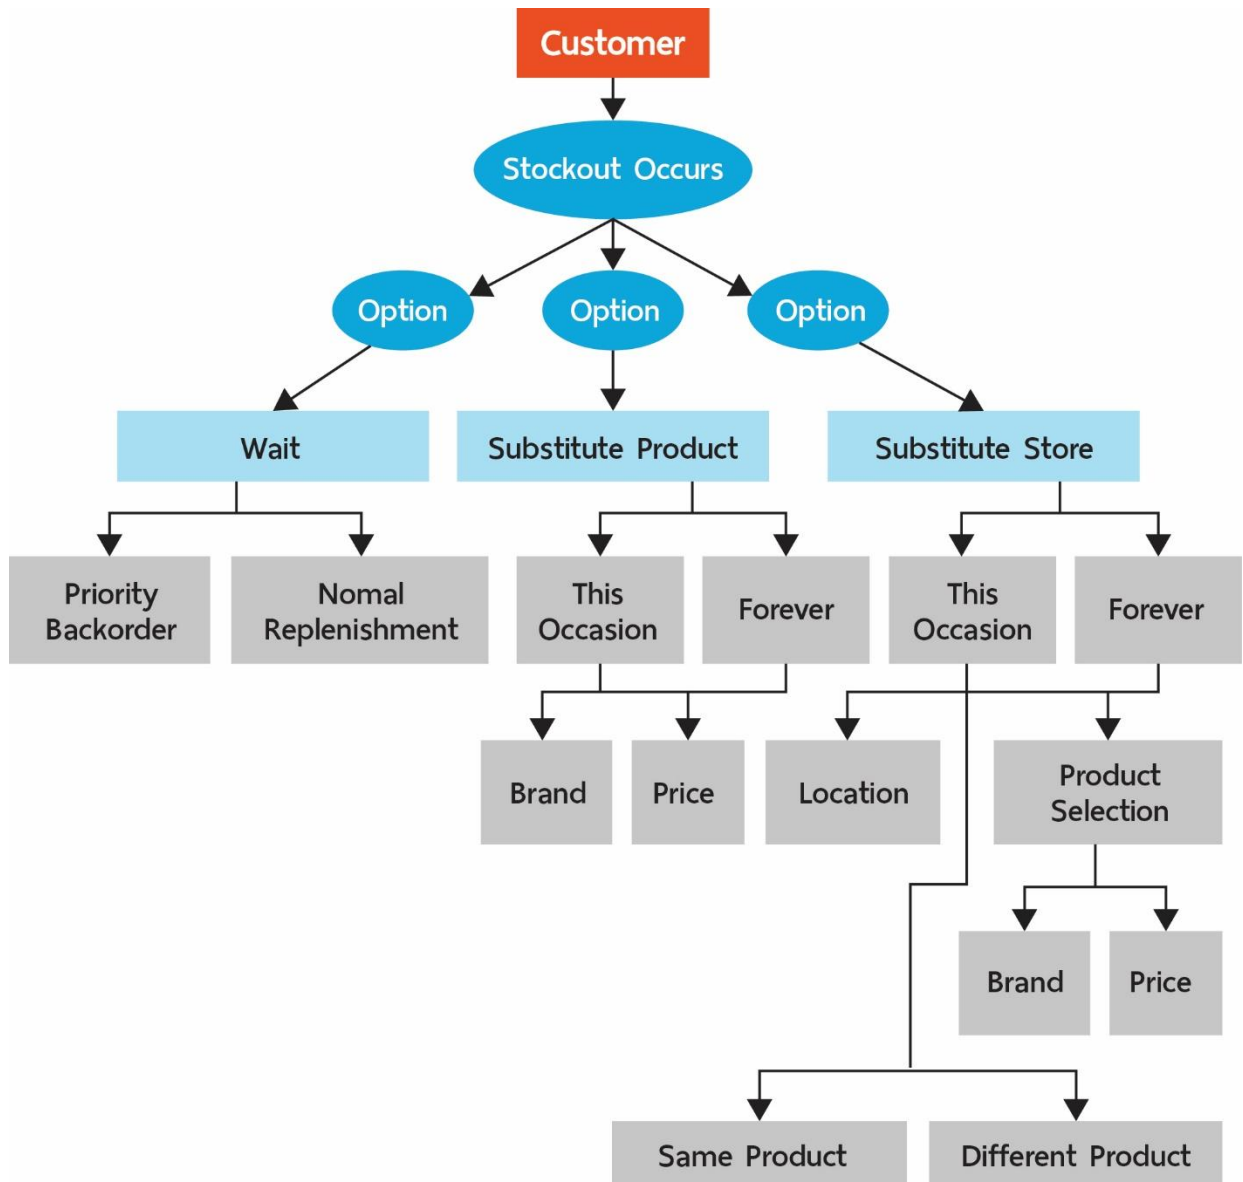 Customer
Stockout Occurs
Option
Option
Option
Wait
Substitute Product
Substitute Store
Priority
Backorder
Nomal
Replenishment
This
Occasion
Forever
This
Occasion
Forever
Brand
Price
Location
Product
Selection
Brand
Price
Same Product
Different Product